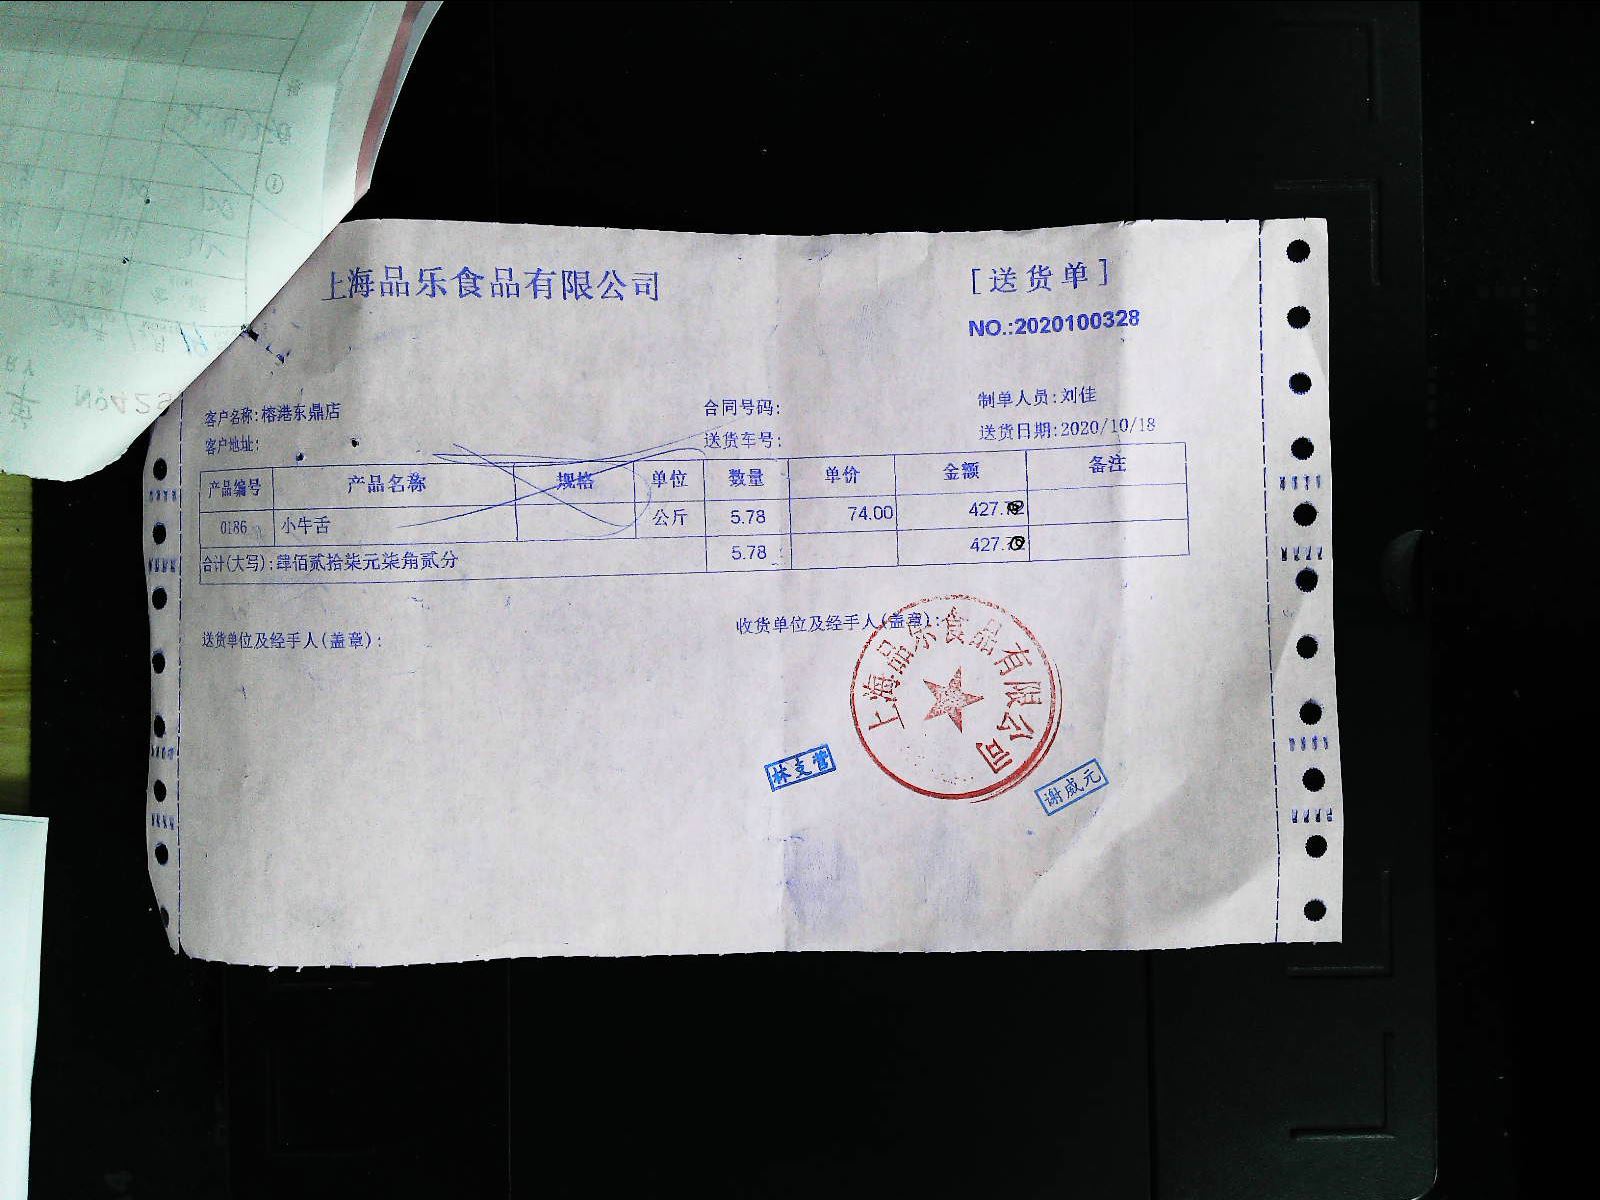 上海品乐食品有限公司
[送货单]
NO.:2020100328
客户名称:榕港东鼎店
合同号码:
制单人员:刘佳
客户地址:
送货车号:
送货日期:2020/10/18
产品编号 产品名称 规格 单位 数量 单价 金额 备注
0186 小牛舌 公斤 5.78 74.00 427.72
合计(大写):肆佰贰拾柒元柒角贰分 5.78 427.72
送货单位及经手人(盖章):
收货单位及经手人(盖章):
上海品乐食品有限公司
林支营
谢威元